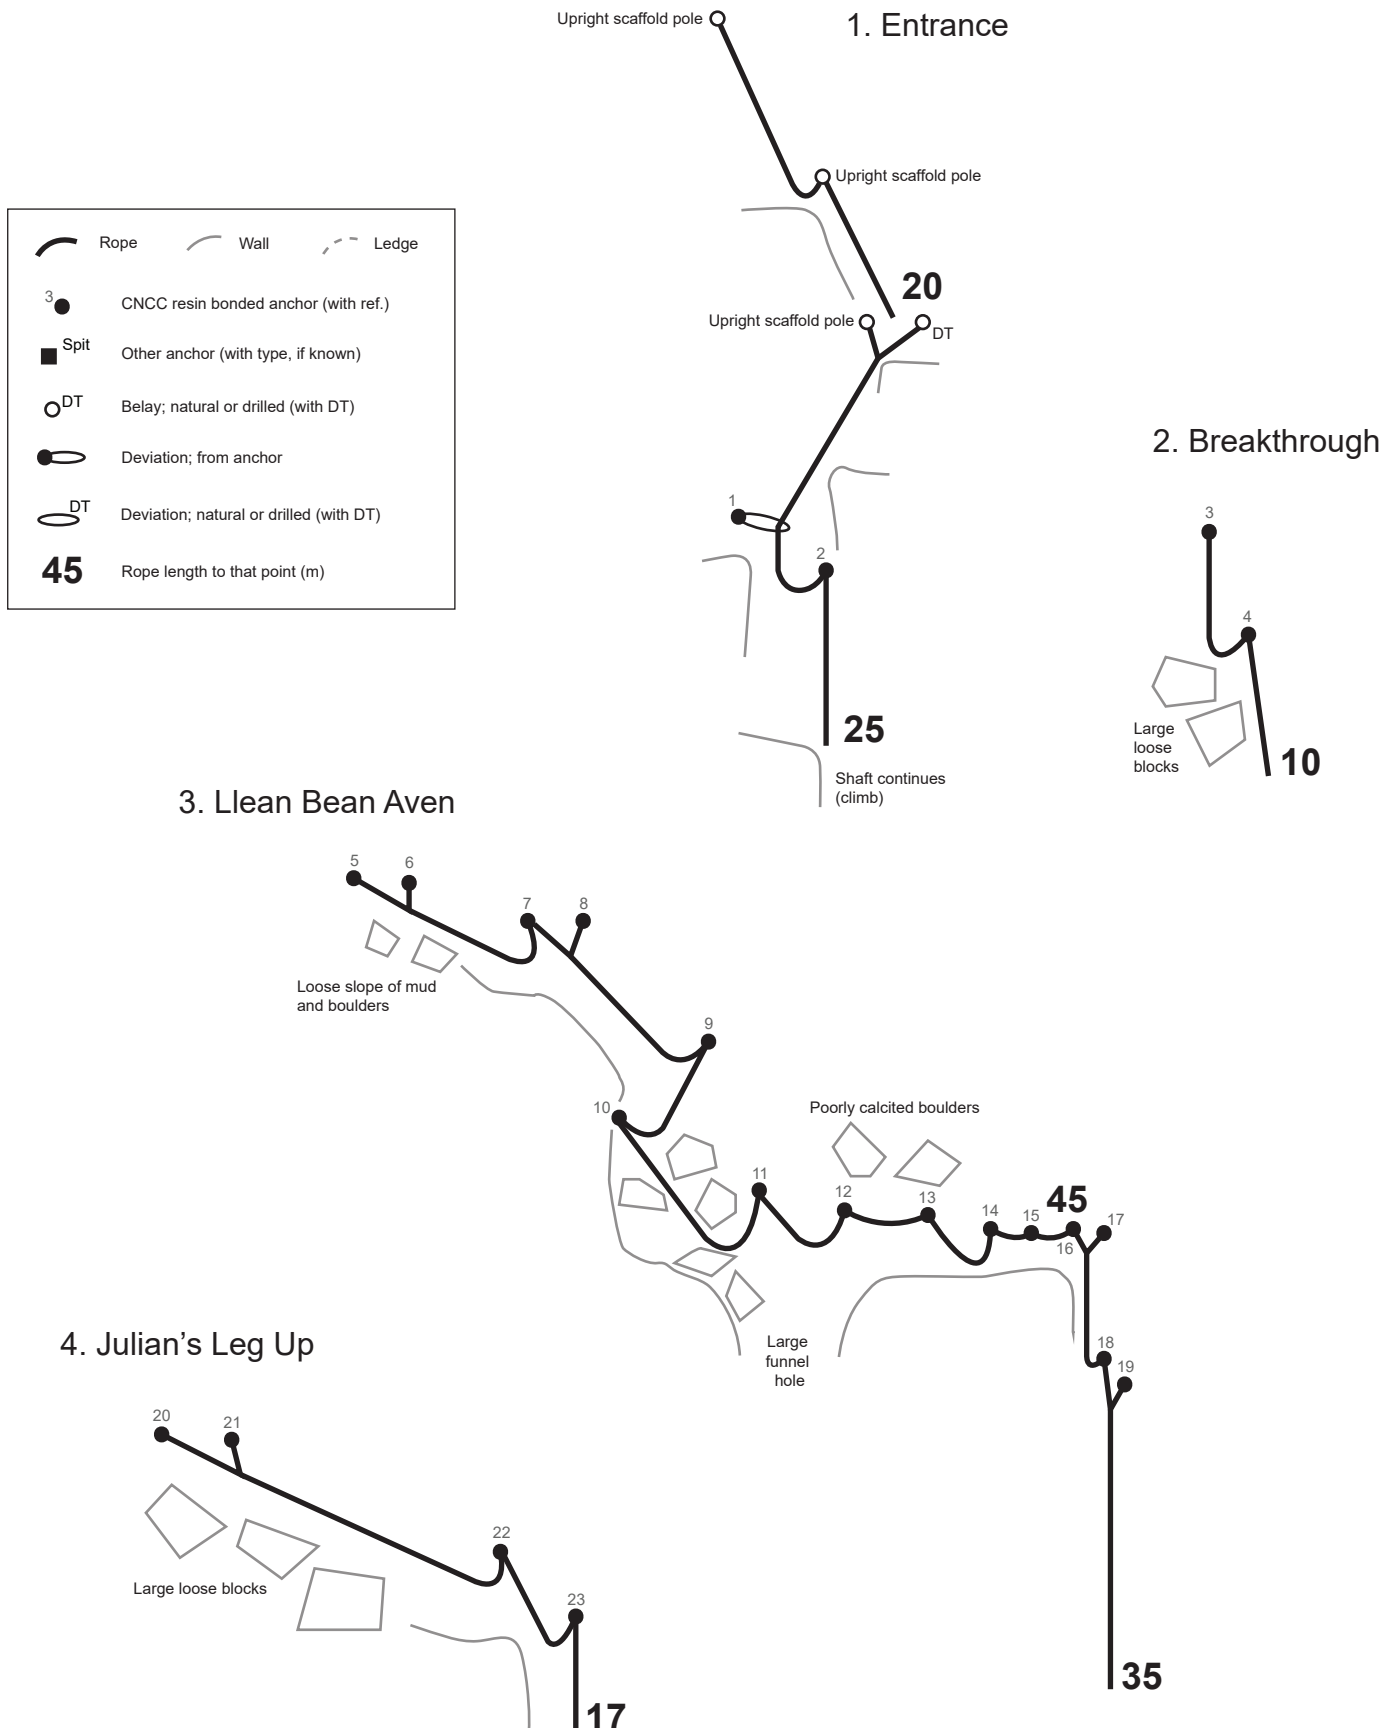 Upright scaffold pole
1. Entrance
Upright scaffold pole
20
Upright scaffold pole
DT
1
2
25
Shaft continues
(climb)
Rope
Wall
Ledge
3
CNCC resin bonded anchor (with ref.)
Spit
Other anchor (with type, if known)
DT
Belay; natural or drilled (with DT)
Deviation; from anchor
DT
Deviation; natural or drilled (with DT)
45
Rope length to that point (m)
2. Breakthrough
3
4
Large
loose
blocks
10
3. Llean Bean Aven
5
6
7
8
Loose slope of mud
and boulders
9
10
Poorly calcited boulders
11
12
13
14
15
45
16
17
Large
funnel
hole
18
19
35
4. Julian’s Leg Up
20
21
22
Large loose blocks
23
17